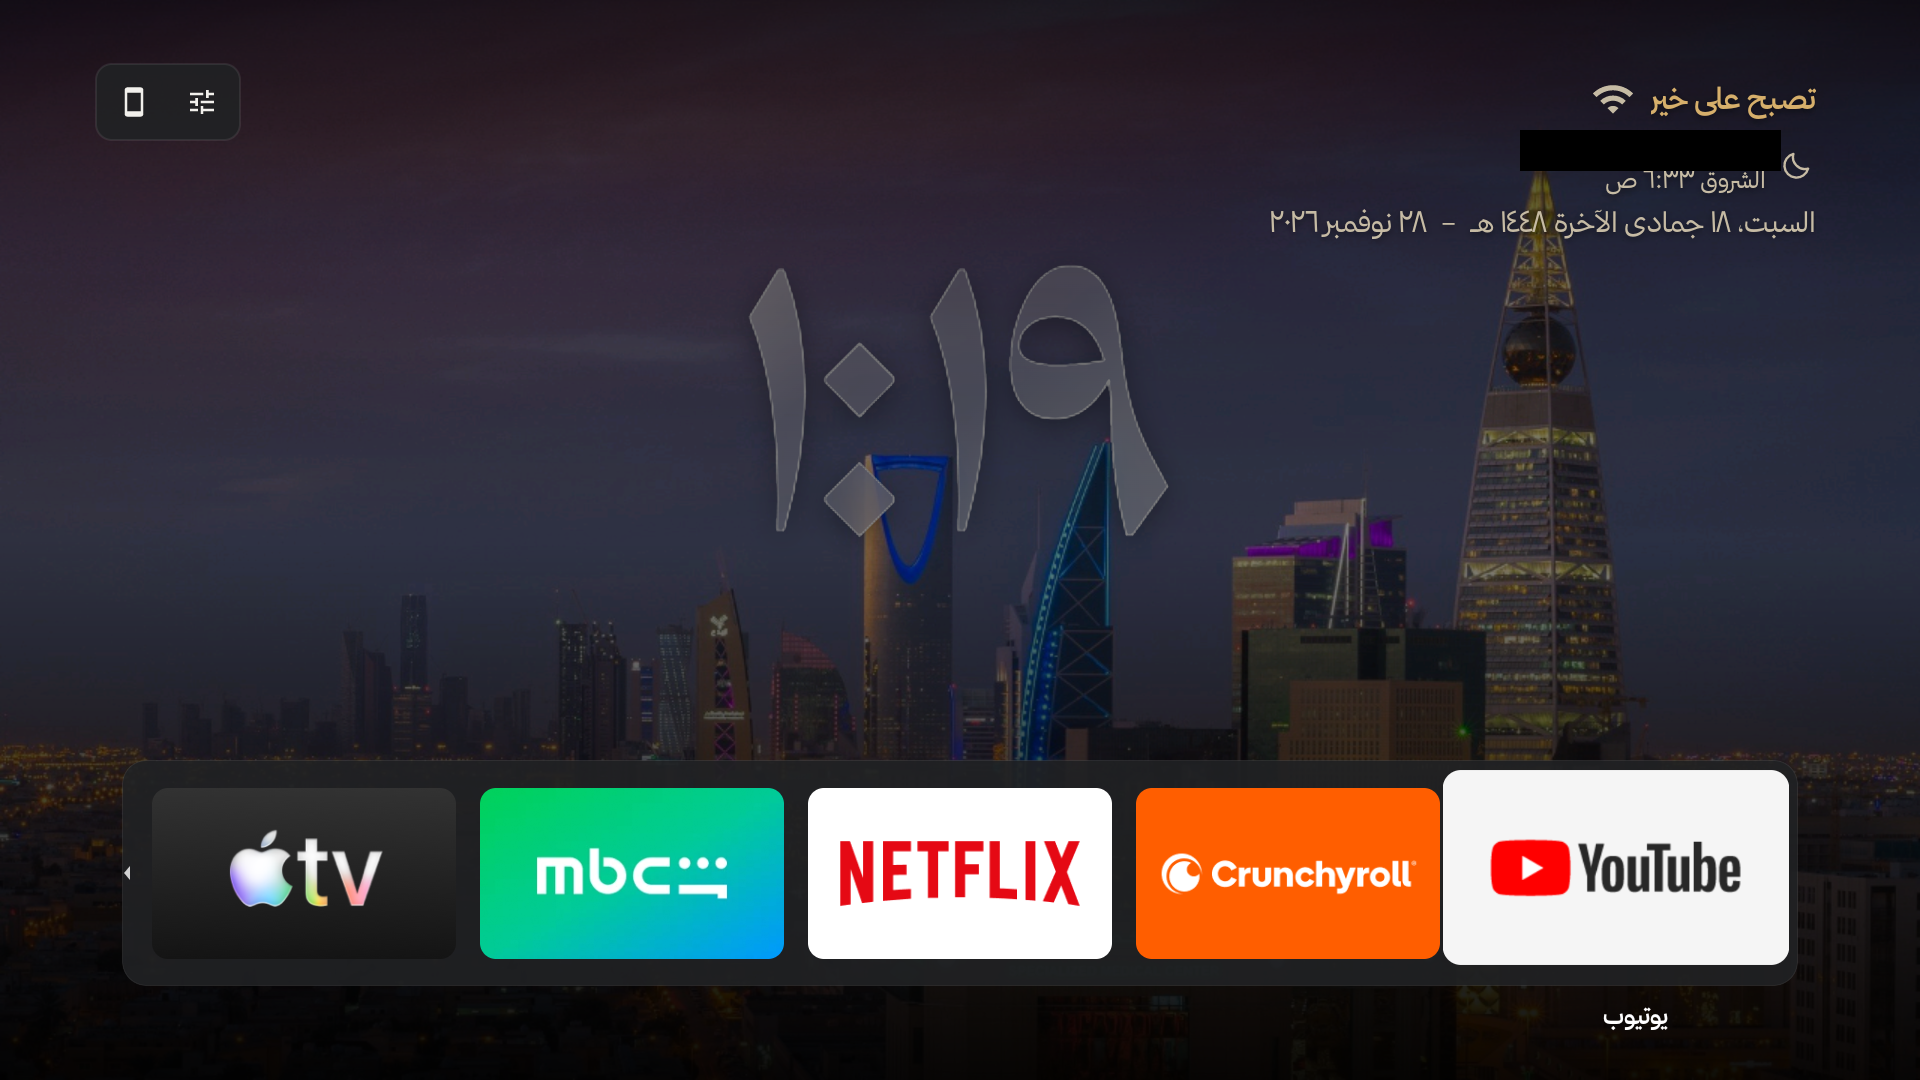 تصبح على خير
الشروق ٦:٣٣ ص
السبت، ١٨ جمادى الآخرة ١٤٤٨ هـ – ٢٨ نوفمبر ٢٠٢٦
١٠:١٩
YouTube
Crunchyroll
NETFLIX
mbc شاهد
tv
يوتيوب